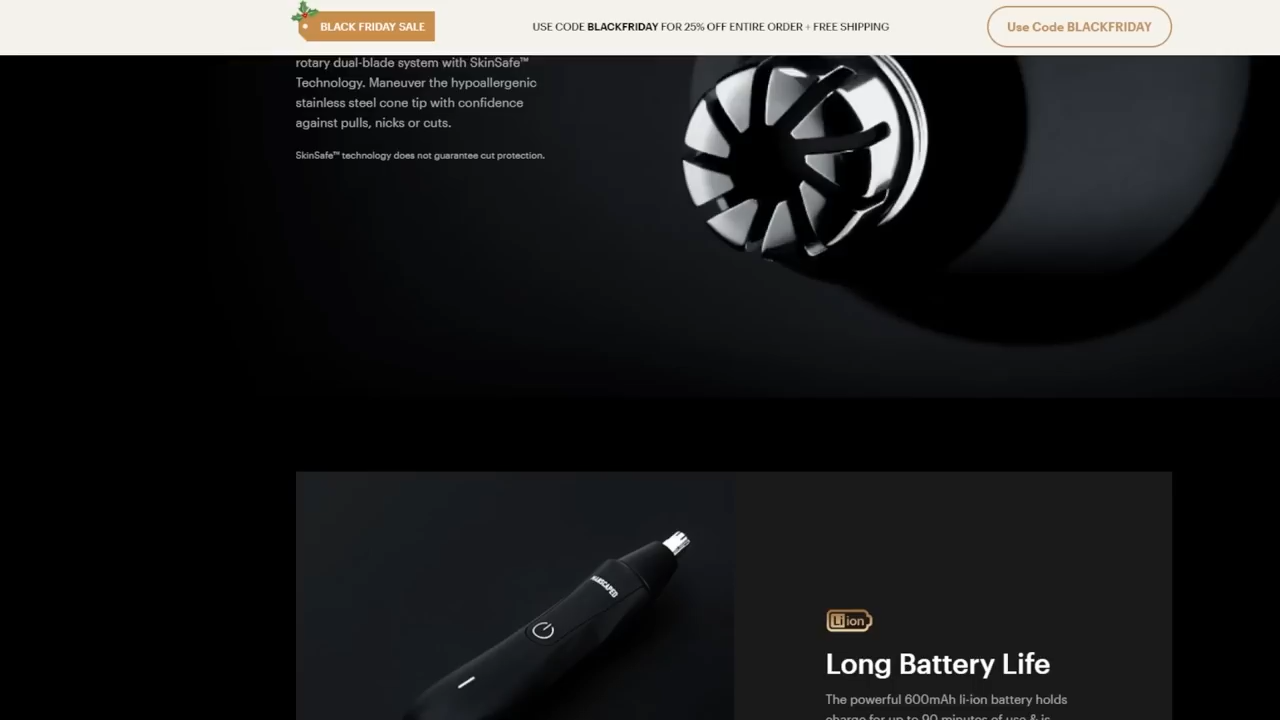 BLACK FRIDAY SALE
USE CODE BLACKFRIDAY FOR 25% OFF ENTIRE ORDER + FREE SHIPPING
Use Code BLACKFRIDAY
rotary dual-blade system with SkinSafe™
Technology. Maneuver the hypoallergenic
stainless steel cone tip with confidence
against pulls, nicks or cuts.
SkinSafe™ technology does not guarantee cut protection.
MANSCAPED
Li ion
Long Battery Life
The powerful 600mAh li-ion battery holds
charge for up to 90 minutes of use & is